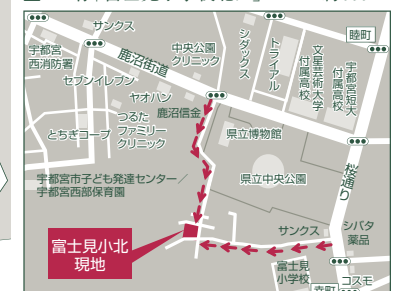 サンクス
宇都宮
西消防署
鹿沼街道
中央公園
クリニック
シダックス
トライアル
文星芸術大学
付属高校
宇都宮短大
付属高校
睦町
セブンイレブン
ヤオハン
鹿沼信金
とちぎコープ
つるた
ファミリー
クリニック
県立博物館
桜通り
宇都宮市子ども発達センター／
宇都宮西部保育園
県立中央公園
サンクス
シバタ
薬品
富士見小北
現地
富士見
小学校
コスモ
幸町